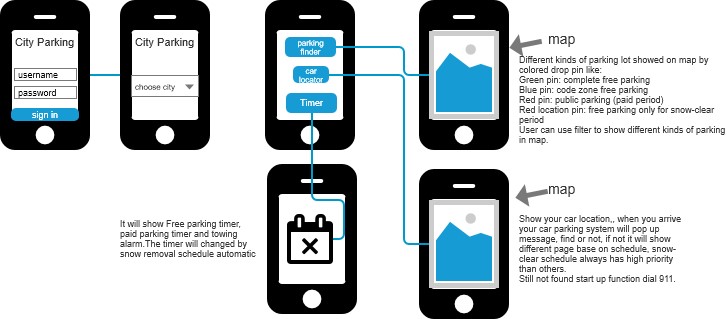 City Parking
username
password
sign in
City Parking
choose city
parking
finder
car
locator
Timer
map
Different kinds of parking lot showed on map by
colored drop pin like:
Green pin: complete free parking
Blue pin: code zone free parking
Red pin: public parking (paid period)
Red location pin: free parking only for snow-clear
period
User can use filter to show different kinds of parking
in map.
It will show Free parking timer,
paid parking timer and towing
alarm.The timer will changed by
snow removal schedule automatic
map
Show your car location,, when you arrive
your car parking system will pop up
message, find or not, if not it will show
different page base on schedule, snow-
clear schedule always has high priority
than others.
Still not found start up function dial 911.